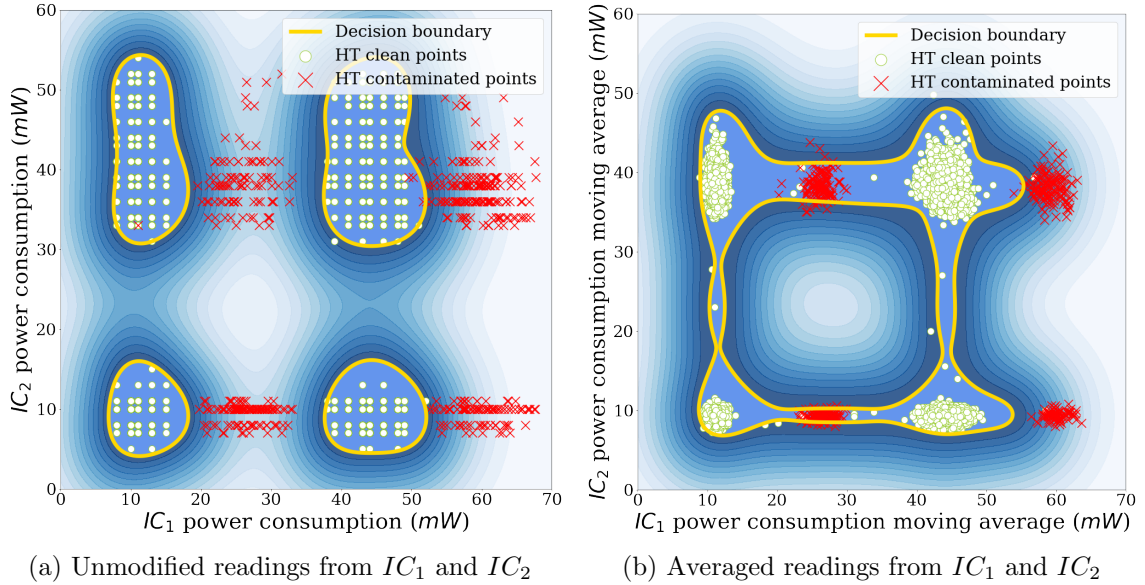 60
50
40
30
20
10
0
0 10 20 30 40 50 60 70
IC₂ power consumption (mW)
IC₁ power consumption (mW)
Decision boundary
HT clean points
HT contaminated points
(a) Unmodified readings from IC₁ and IC₂
60
50
40
30
20
10
0
0 10 20 30 40 50 60 70
IC₂ power consumption moving average (mW)
IC₁ power consumption moving average (mW)
Decision boundary
HT clean points
HT contaminated points
(b) Averaged readings from IC₁ and IC₂